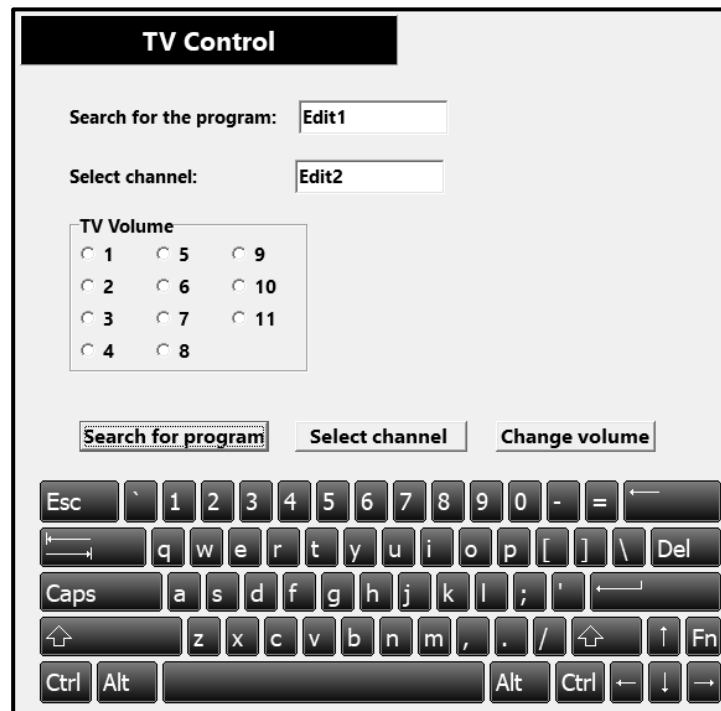 TV Control
Search for the program: Edit1
Select channel: Edit2
TV Volume
1 5 9
2 6 10
3 7 11
4 8
Search for program Select channel Change volume
Esc ` 1 2 3 4 5 6 7 8 9 0 - = ←
q w e r t y u i o p [ ] \ Del
Caps a s d f g h j k l ; '
z x c v b n m , . / ↑ Fn
Ctrl Alt Alt Ctrl ← ↓ →